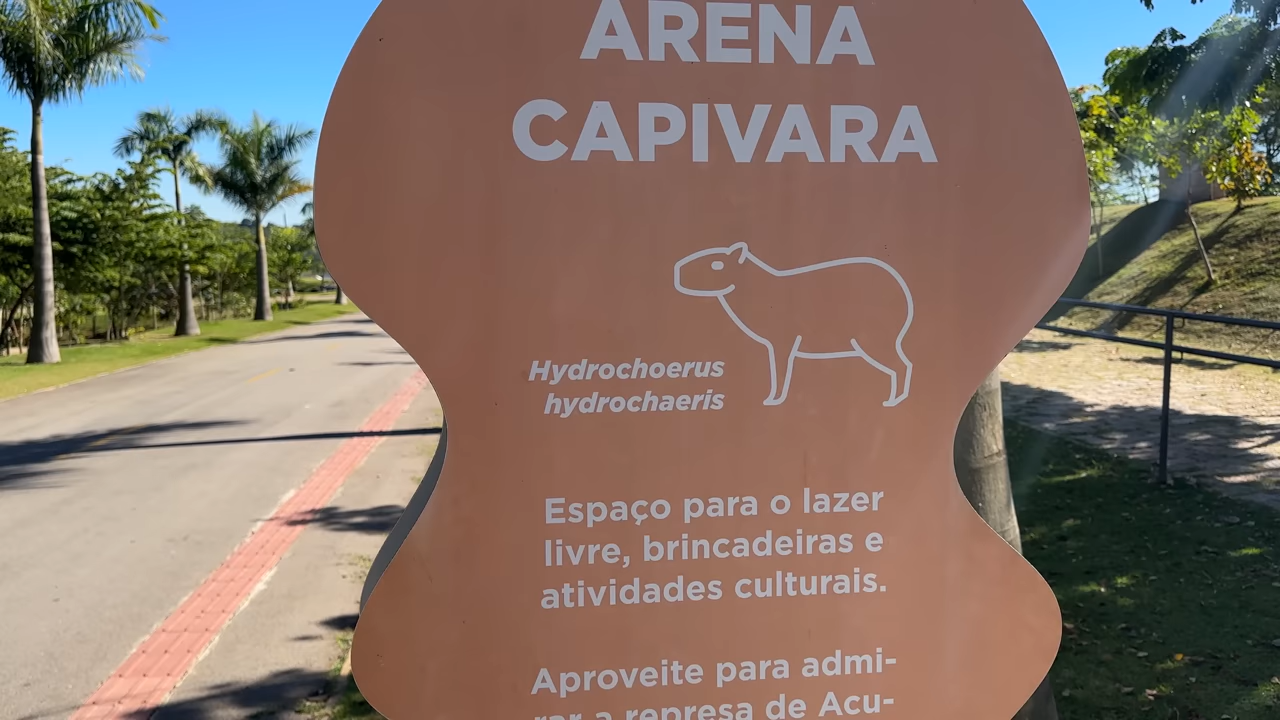 ARENA
CAPIVARA
Hydrochoerus
hydrochaeris
Espaço para o lazer
livre, brincadeiras e
atividades culturais.
Aproveite para admi-
rar a represa de Acu-